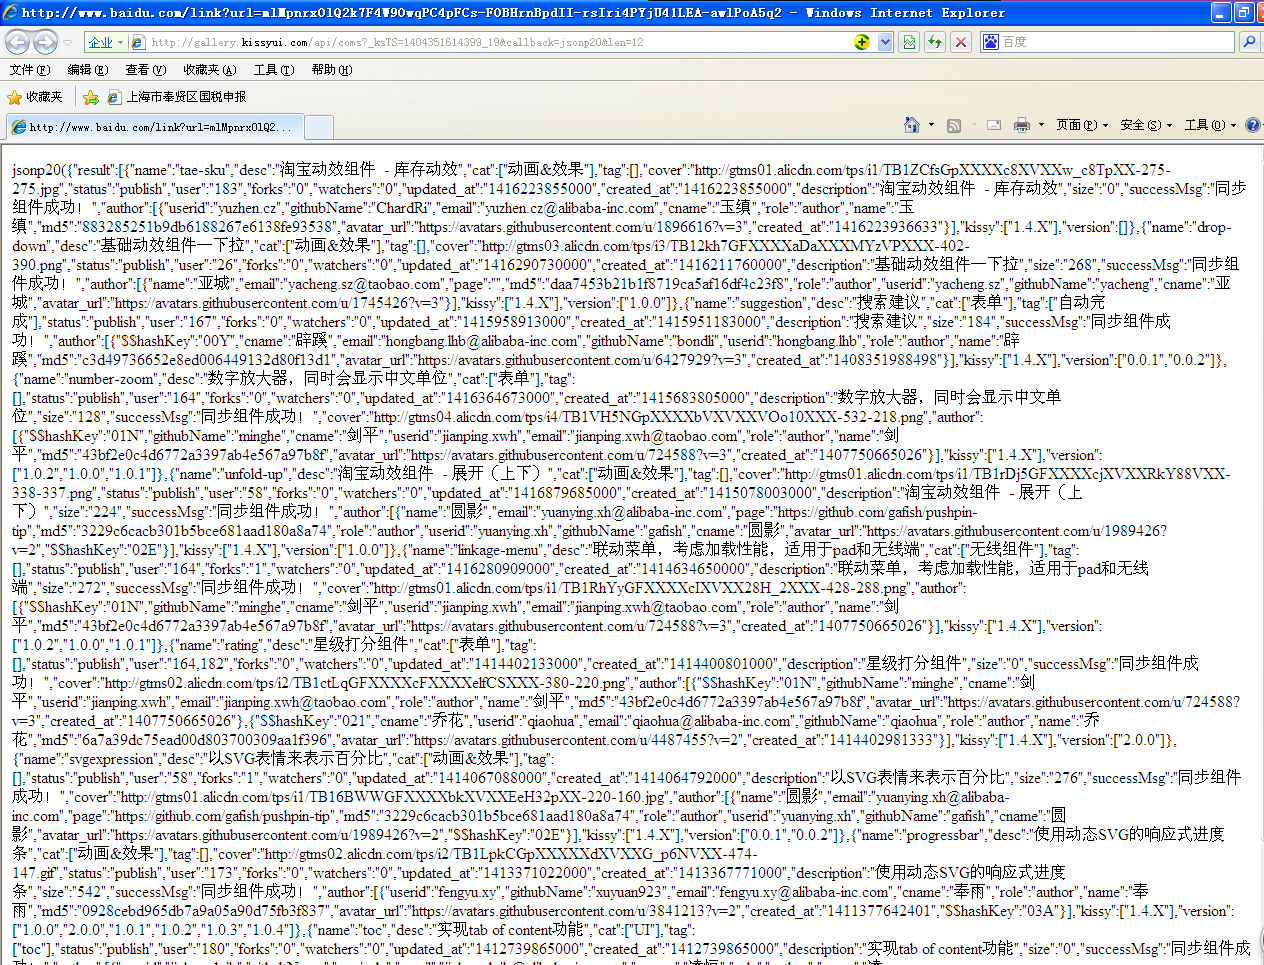 http://www.baidu.com/link?url=mlMpnrxOlQ2k7F4W9OwqPC4pFCs-FOBHrnBpdII-rsIri4PYjU41LEA-awlPoA5q2 - Windows Internet Explorer
企业 http://gallery.kissyui.com/api/coms?_ksTS=1404351614399_19&callback=jsonp20&len=12 百度
文件(F) 编辑(E) 查看(V) 收藏夹(A) 工具(T) 帮助(H)
收藏夹 上海市奉贤区国税申报
http://www.baidu.com/link?url=mlMpnrxOlQ2... 页面(P) 安全(S) 工具(O)
jsonp20({"result":[{"name":"tae-sku","desc":"淘宝动效组件 - 库存动效","cat":["动画&效果"],"tag":[],"cover":"http://gtms01.alicdn.com/tps/i1/TB1ZCfsGpXXXXc8XVXXw_c8TpXX-275-
275.jpg","status":"publish","user":"183","forks":"0","watchers":"0","updated_at":"1416223855000","created_at":"1416223855000","description":"淘宝动效组件 - 库存动效","size":"0","successMsg":"同步
组件成功！","author":[{"userid":"yuzhen.cz","githubName":"ChardRi","email":"yuzhen.cz@alibaba-inc.com","cname":"玉缜","role":"author","name":"玉
缜","md5":"883285251b9db6188267e6138fe93538","avatar_url":"https://avatars.githubusercontent.com/u/1896616?v=3","created_at":"1416223936633"}],"kissy":["1.4.X"],"version":[]},{"name":"drop-
down","desc":"基础动效组件一下拉","cat":["动画&效果"],"tag":[],"cover":"http://gtms03.alicdn.com/tps/i3/TB12kh7GFXXXXaDaXXXMYzVPXXX-402-
390.png","status":"publish","user":"26","forks":"0","watchers":"0","updated_at":"1416290730000","created_at":"1416211760000","description":"基础动效组件一下拉","size":"268","successMsg":"同步组
件成功！","author":[{"name":"亚城","email":"yacheng.sz@taobao.com","page":"","md5":"daa7453b21b1f8719ca5af16df4c23f8","role":"author","userid":"yacheng.sz","githubName":"yacheng","cname":"亚
城","avatar_url":"https://avatars.githubusercontent.com/u/1745426?v=3"}],"kissy":["1.4.X"],"version":["1.0.0"]},{"name":"suggestion","desc":"搜索建议","cat":["表单"],"tag":["自动完
成"],"status":"publish","user":"167","forks":"0","watchers":"0","updated_at":"1415958913000","created_at":"1415951183000","description":"搜索建议","size":"184","successMsg":"同步组件成
功！","author":[{"$$hashKey":"00Y","cname":"辟蹊","email":"hongbang.lhb@alibaba-inc.com","githubName":"bondli","userid":"hongbang.lhb","role":"author","name":"辟
蹊","md5":"c3d49736652e8ed006449132d80f13d1","avatar_url":"https://avatars.githubusercontent.com/u/6427929?v=3","created_at":"1408351988498"}],"kissy":["1.4.X"],"version":["0.0.1","0.0.2"]},
{"name":"number-zoom","desc":"数字放大器，同时会显示中文单位","cat":["表单"],"tag":
[],"status":"publish","user":"164","forks":"0","watchers":"0","updated_at":"1416364673000","created_at":"1415683805000","description":"数字放大器，同时会显示中文单
位","size":"128","successMsg":"同步组件成功！","cover":"http://gtms04.alicdn.com/tps/i4/TB1VH5NGpXXXXbVXVXXVOo10XXX-532-218.png","author":
[{"$$hashKey":"01N","githubName":"minghe","cname":"剑平","userid":"jianping.xwh","email":"jianping.xwh@taobao.com","role":"author","name":"剑
平","md5":"43bf2e0c4d6772a3397ab4e567a97b8f","avatar_url":"https://avatars.githubusercontent.com/u/724588?v=3","created_at":"1407750665026"}],"kissy":["1.4.X"],"version":
["1.0.2","1.0.0","1.0.1"]},{"name":"unfold-up","desc":"淘宝动效组件 - 展开（上下）","cat":["动画&效果"],"tag":[],"cover":"http://gtms01.alicdn.com/tps/i1/TB1rDj5GFXXXXcjXVXXRkY88VXX-
338-337.png","status":"publish","user":"58","forks":"0","watchers":"0","updated_at":"1416879685000","created_at":"1415078003000","description":"淘宝动效组件 - 展开（上
下）","size":"224","successMsg":"同步组件成功！","author":[{"name":"圆影","email":"yuanying.xh@alibaba-inc.com","page":"https://github.com/gafish/pushpin-
tip","md5":"3229c6cacb301b5bce681aad180a8a74","role":"author","userid":"yuanying.xh","githubName":"gafish","cname":"圆影","avatar_url":"https://avatars.githubusercontent.com/u/1989426?
v=2","$$hashKey":"02E"}],"kissy":["1.4.X"],"version":["1.0.0"]},{"name":"linkage-menu","desc":"联动菜单，考虑加载性能，适用于pad和无线端","cat":["无线组件"],"tag":
[],"status":"publish","user":"164","forks":"1","watchers":"0","updated_at":"1416280909000","created_at":"1414634650000","description":"联动菜单，考虑加载性能，适用于pad和无线
端","size":"272","successMsg":"同步组件成功！","cover":"http://gtms01.alicdn.com/tps/i1/TB1RhYyGFXXXXcIXVXX28H_2XXX-428-288.png","author":
[{"$$hashKey":"01N","githubName":"minghe","cname":"剑平","userid":"jianping.xwh","email":"jianping.xwh@taobao.com","role":"author","name":"剑
平","md5":"43bf2e0c4d6772a3397ab4e567a97b8f","avatar_url":"https://avatars.githubusercontent.com/u/724588?v=3","created_at":"1407750665026"}],"kissy":["1.4.X"],"version":
["1.0.2","1.0.0","1.0.1"]},{"name":"rating","desc":"星级打分组件","cat":["表单"],"tag":
[],"status":"publish","user":"164,182","forks":"0","watchers":"0","updated_at":"1414402133000","created_at":"1414400801000","description":"星级打分组件","size":"0","successMsg":"同步组件成
功！","cover":"http://gtms02.alicdn.com/tps/i2/TB1ctLqGFXXXXcFXXXXelfCSXXX-380-220.png","author":[{"$$hashKey":"01N","githubName":"minghe","cname":"剑
平","userid":"jianping.xwh","email":"jianping.xwh@taobao.com","role":"author","name":"剑平","md5":"43bf2e0c4d6772a3397ab4e567a97b8f","avatar_url":"https://avatars.githubusercontent.com/u/724588?
v=3","created_at":"1407750665026"},{"$$hashKey":"021","cname":"乔花","userid":"qiaohua","email":"qiaohua@alibaba-inc.com","githubName":"qiaohua","role":"author","name":"乔
花","md5":"6a7a39dc75ead00d803700309aa1f396","avatar_url":"https://avatars.githubusercontent.com/u/4487455?v=2","created_at":"1414402981333"}],"kissy":["1.4.X"],"version":["2.0.0"]},
{"name":"svgexpression","desc":"以SVG表情来表示百分比","cat":["动画&效果"],"tag":
[],"status":"publish","user":"58","forks":"1","watchers":"0","updated_at":"1414067088000","created_at":"1414064792000","description":"以SVG表情来表示百分比","size":"276","successMsg":"同步组件
成功！","cover":"http://gtms01.alicdn.com/tps/i1/TB16BWWGFXXXXbkXVXXEeH32pXX-220-160.jpg","author":[{"name":"圆影","email":"yuanying.xh@alibaba-
inc.com","page":"https://github.com/gafish/pushpin-tip","md5":"3229c6cacb301b5bce681aad180a8a74","role":"author","userid":"yuanying.xh","githubName":"gafish","cname":"圆
影","avatar_url":"https://avatars.githubusercontent.com/u/1989426?v=2","$$hashKey":"02E"}],"kissy":["1.4.X"],"version":["0.0.1","0.0.2"]},{"name":"progressbar","desc":"使用动态SVG的响应式进度
条","cat":["动画&效果"],"tag":[],"cover":"http://gtms02.alicdn.com/tps/i2/TB1LpkCGpXXXXXdXVXXG_p6NVXX-474-
147.gif","status":"publish","user":"173","forks":"0","watchers":"0","updated_at":"1413371022000","created_at":"1413367771000","description":"使用动态SVG的响应式进度
条","size":"542","successMsg":"同步组件成功！","author":[{"userid":"fengyu.xy","githubName":"xuyuan923","email":"fengyu.xy@alibaba-inc.com","cname":"奉雨","role":"author","name":"奉
雨","md5":"0928cebd965db7a9a05a90d75fb3f837","avatar_url":"https://avatars.githubusercontent.com/u/3841213?v=2","created_at":"1411377642401","$$hashKey":"03A"}],"kissy":["1.4.X"],"version":
["1.0.0","2.0.0","1.0.1","1.0.2","1.0.3","1.0.4"]},{"name":"toc","desc":"实现tab of content功能","cat":["UI"],"tag":
["toc"],"status":"publish","user":"180","forks":"0","watchers":"0","updated_at":"1412739865000","created_at":"1412739865000","description":"实现tab of content功能","size":"0","successMsg":"同步组件成